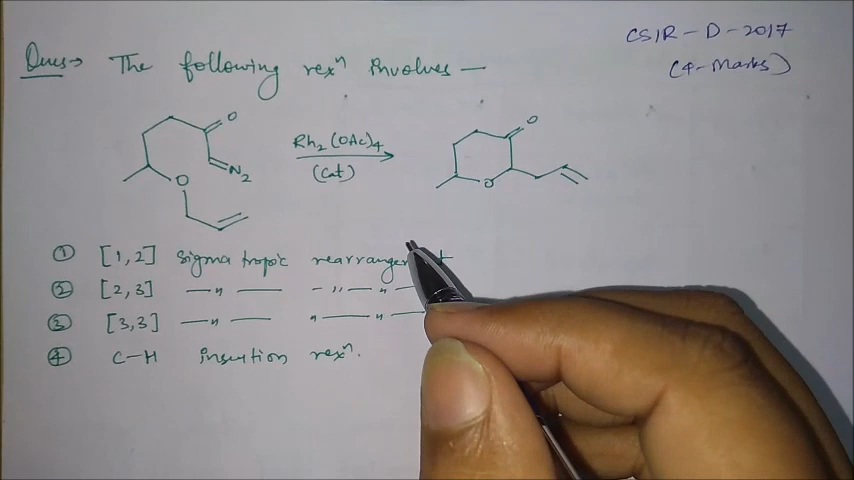 CSIR-D-2017
(4-Marks)
Ques→ The following rexⁿ involves —
O
N₂
O
Rh₂(OAc)₄
(Cat)
O
O
① [1,2] sigma tropic rearrangement
② [2,3] —"— —"—"—
③ [3,3] —"— "—"—
④ C-H insertion rexⁿ.